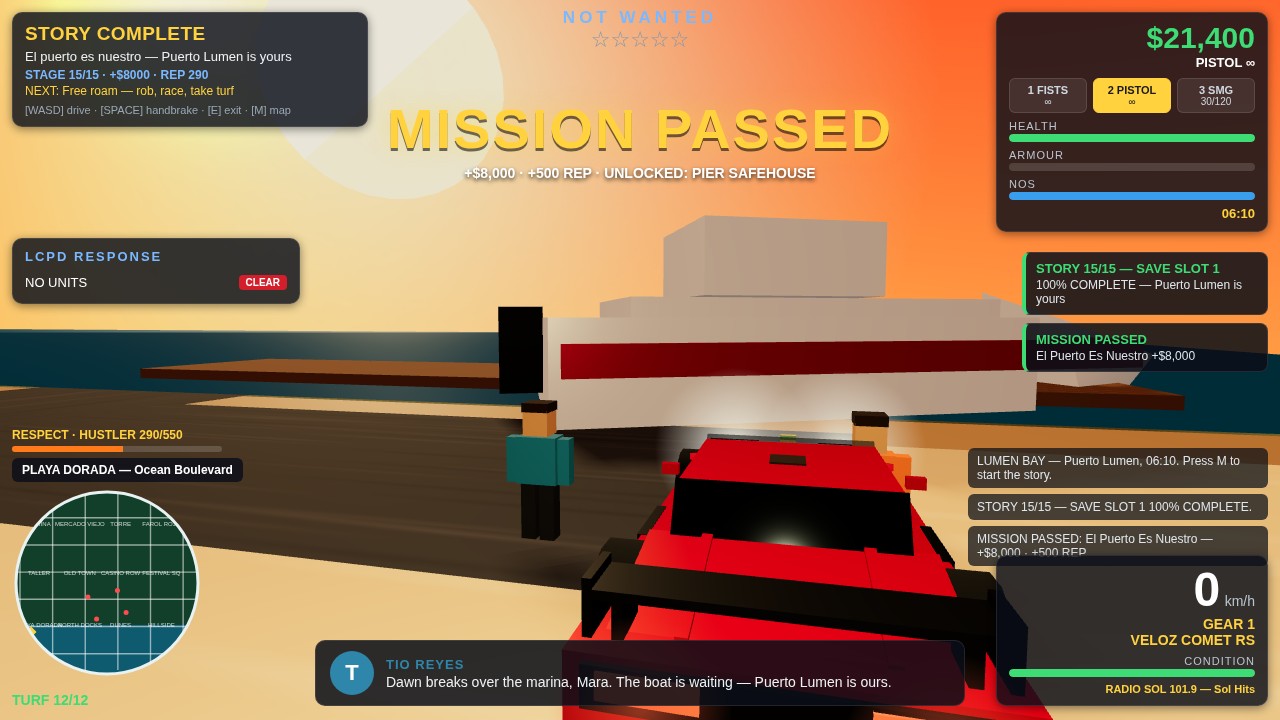 STORY COMPLETE
El puerto es nuestro — Puerto Lumen is yours
STAGE 15/15 · +$8000 · REP 290
NEXT: Free roam — rob, race, take turf
[WASD] drive · [SPACE] handbrake · [E] exit · [M] map
NOT WANTED
MISSION PASSED
+$8,000 · +500 REP · UNLOCKED: PIER SAFEHOUSE
$21,400
PISTOL ∞
1 FISTS
∞
2 PISTOL
∞
3 SMG
30/120
HEALTH
ARMOUR
NOS
06:10
LCPD RESPONSE
NO UNITS
CLEAR
STORY 15/15 — SAVE SLOT 1
100% COMPLETE — Puerto Lumen is
yours
MISSION PASSED
El Puerto Es Nuestro +$8,000
RESPECT · HUSTLER 290/550
PLAYA DORADA — Ocean Boulevard
MERCADO VIEJO
TORRE
TALLER
OLD TOWN
CASINO ROW
FESTIVAL SQ
DUNES
HILLSIDE
TURF 12/12
LUMEN BAY — Puerto Lumen, 06:10. Press M to
start the story.
STORY 15/15 — SAVE SLOT 1 100% COMPLETE.
MISSION PASSED: El Puerto Es Nuestro —
+$8,000 · +500 REP
T
TIO REYES
Dawn breaks over the marina, Mara. The boat is waiting — Puerto Lumen is ours.
0 km/h
GEAR 1
VELOZ COMET RS
CONDITION
RADIO SOL 101.9 — Sol Hits